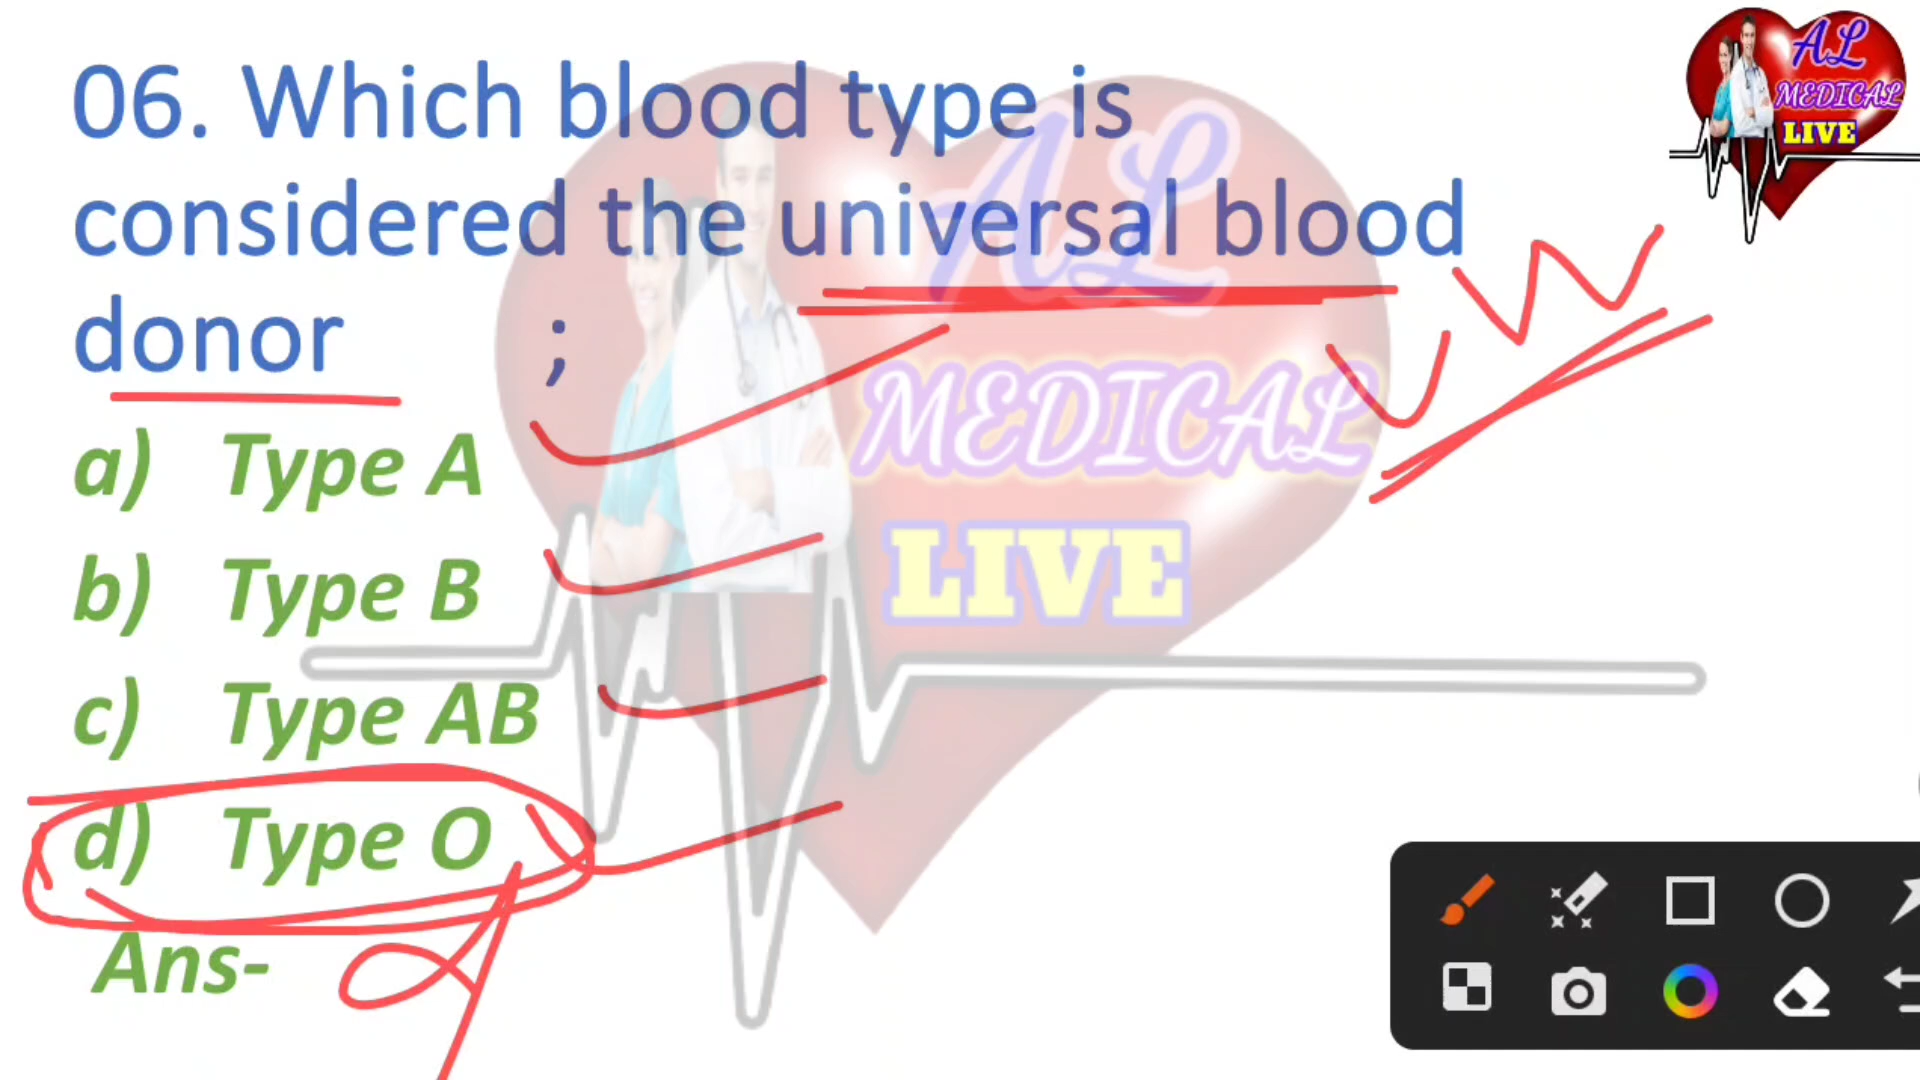 06. Which blood type is
considered the universal blood
donor ;
a) Type A
b) Type B
c) Type AB
d) Type O
Ans- d
AL
MEDICAL
LIVE
AL
MEDICAL
LIVE